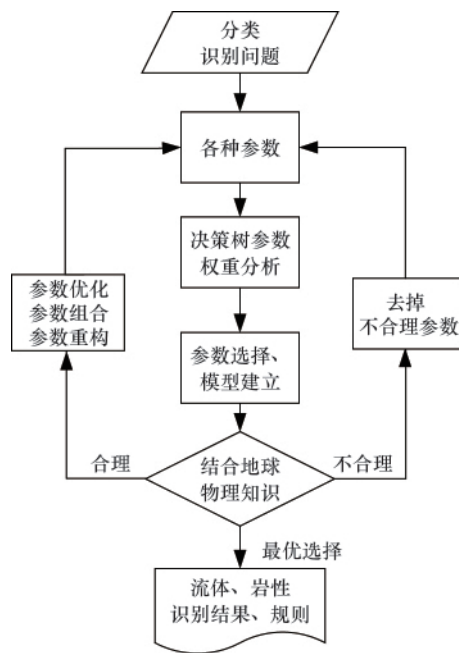 分类
识别问题
各种参数
决策树参数
权重分析
参数优化
参数组合
参数重构
去掉
不合理参数
参数选择、
模型建立
合理
结合地球
物理知识
不合理
最优选择
流体、岩性
识别结果、规则